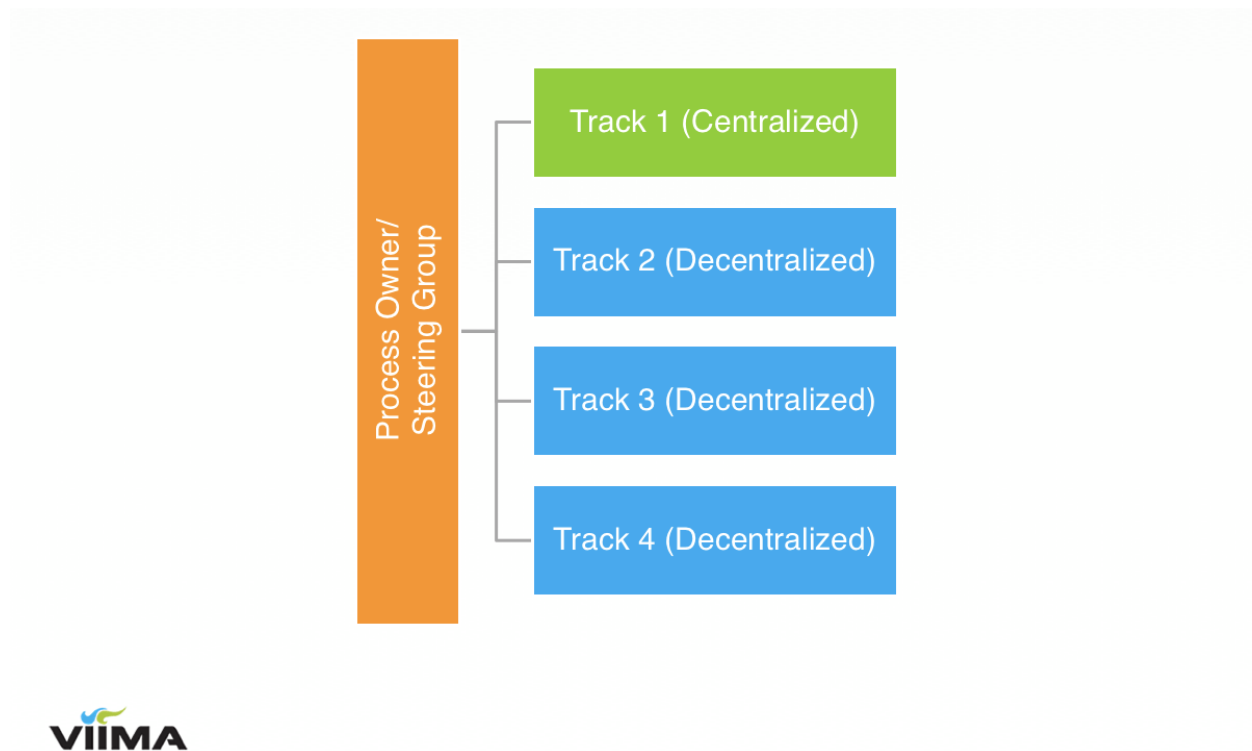 Process Owner/
Steering Group
Track 1 (Centralized)
Track 2 (Decentralized)
Track 3 (Decentralized)
Track 4 (Decentralized)
VIIMA